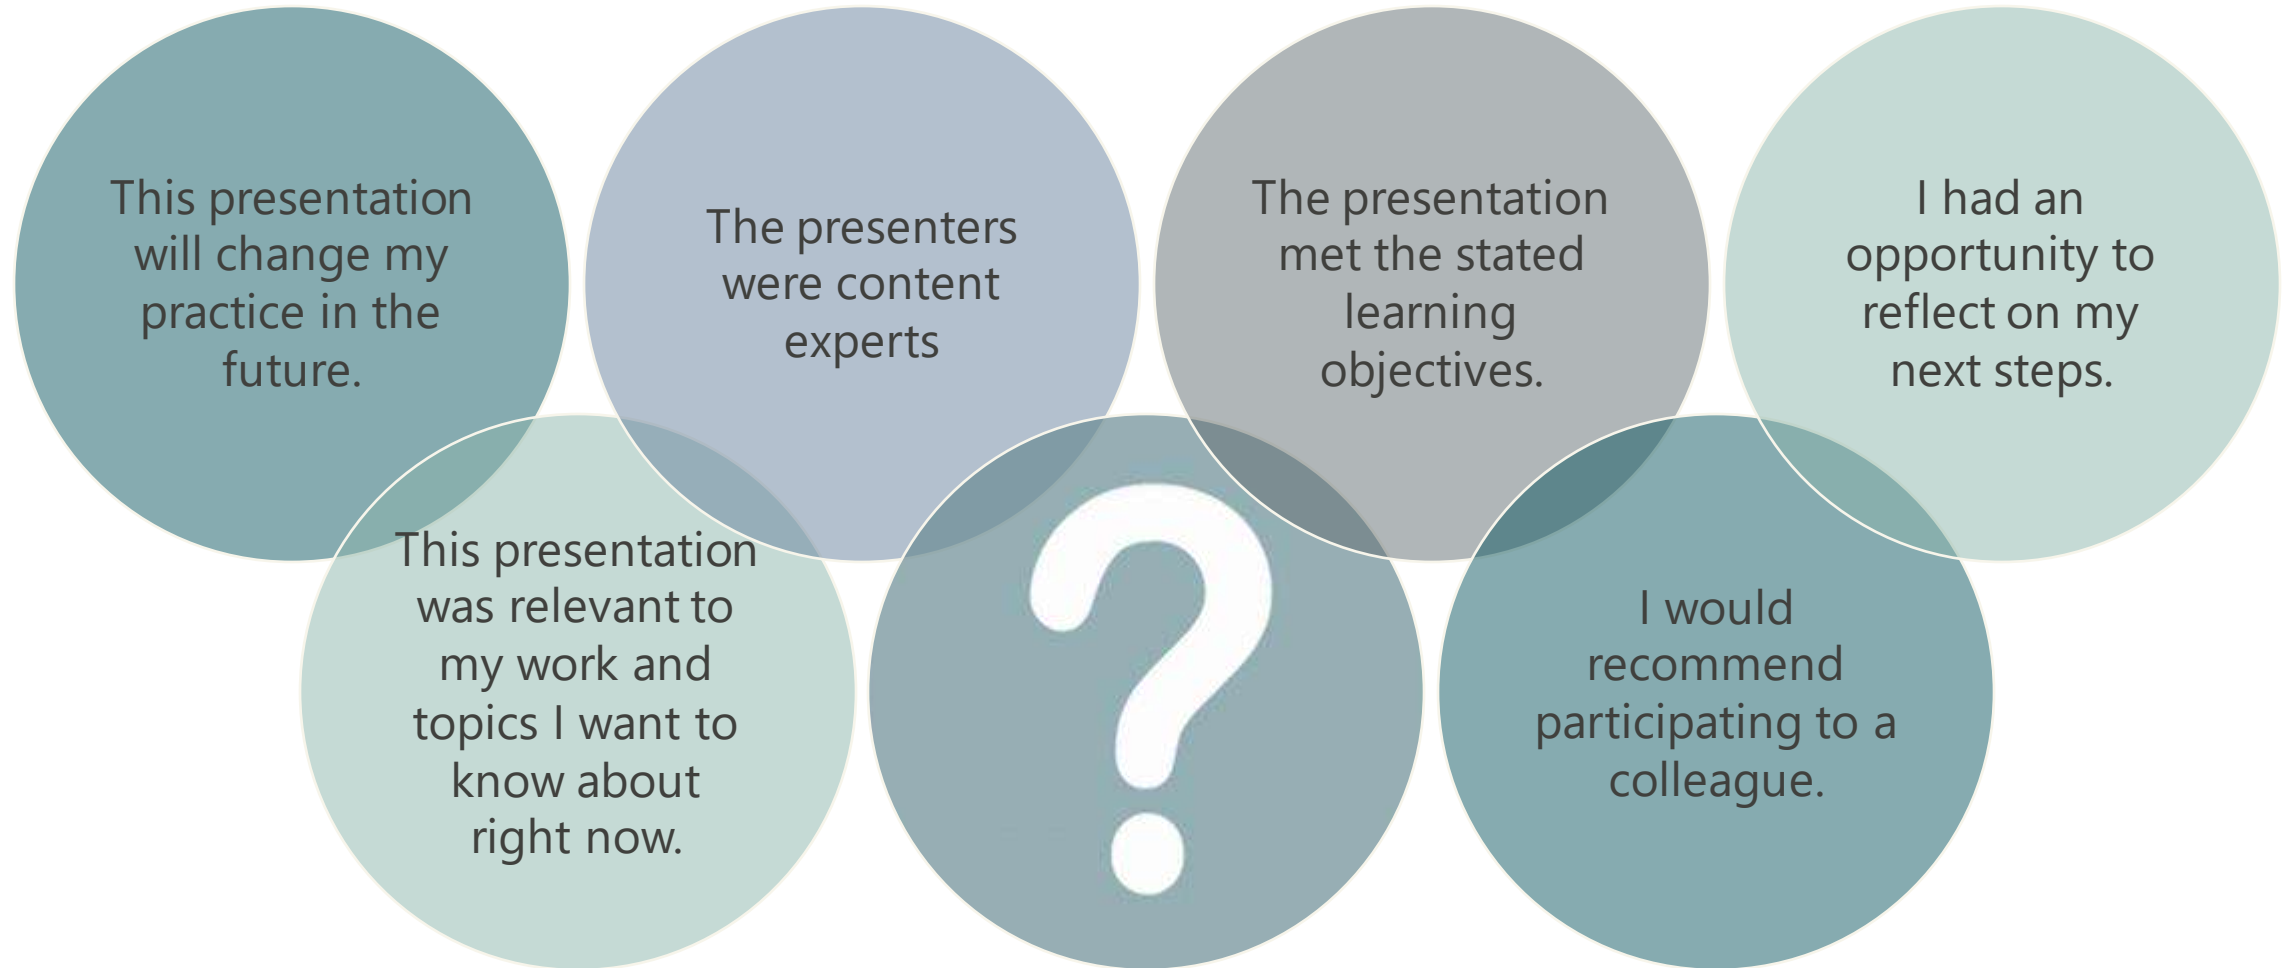 This presentation
will change my
practice in the
future.
The presenters
were content
experts
The presentation
met the stated
learning
objectives.
I had an
opportunity to
reflect on my
next steps.
This presentation
was relevant to
my work and
topics I want to
know about
right now.
?
I would
recommend
participating to a
colleague.